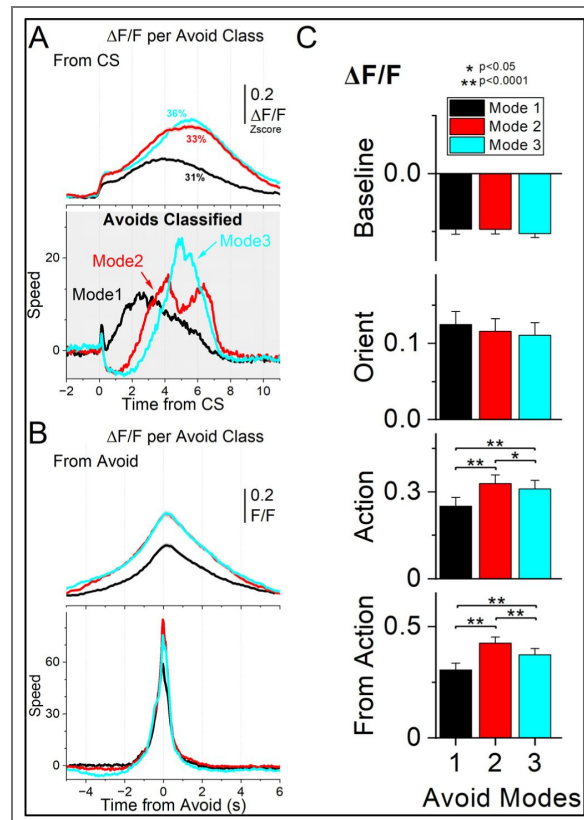 A
ΔF/F per Avoid Class
From CS
0.2
ΔF/F
Zscore
36%
33%
31%
Avoids Classified
Mode3
Mode2
Mode1
Speed
20
0
−2 0 2 4 6 8 10
Time from CS
B
ΔF/F per Avoid Class
From Avoid
0.2
F/F
Speed
60
30
0
−4 −2 0 2 4 6
Time from Avoid (s)
C
* p<0.05
** p<0.0001
ΔF/F
Mode 1
Mode 2
Mode 3
Baseline
0.0
Orient
0.1
0.0
Action
** 
** *
0.3
0.0
From Action
**
** **
0.5
0.0
1 2 3
Avoid Modes